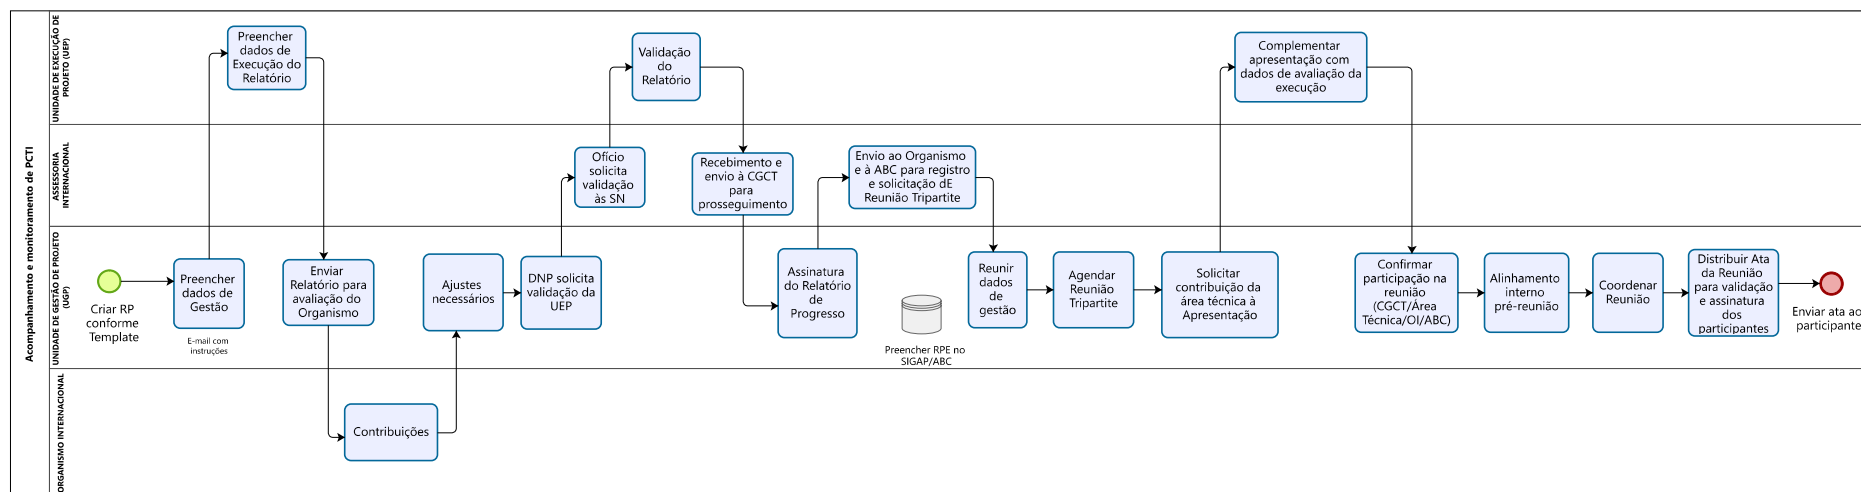 Acompanhamento e monitoramento de PCTI
UNIDADE DE EXECUÇÃO DE
PROJETO (UEP)
Preencher
dados de
Execução do
Relatório
Validação
do
Relatório
Complementar
apresentação com
dados de avaliação da
execução
ASSESSORIA
INTERNACIONAL
Ofício
solicita
validação
às SN
Recebimento e
envio à CGCT
para
prosseguimento
Envio ao Organismo
e à ABC para registro
e solicitação dE
Reunião Tripartite
UNIDADE DE GESTÃO DE PROJETO
(UGP)
Criar RP
conforme
Template
Preencher
dados de
Gestão
E-mail com
instruções
Enviar
Relatório para
avaliação do
Organismo
Ajustes
necessários
DNP solicita
validação da
UEP
Assinatura
do Relatório
de
Progresso
Preencher RPE no
SIGAP/ABC
Reunir
dados
de
gestão
Agendar
Reunião
Tripartite
Solicitar
contribuição da
área técnica à
Apresentação
Confirmar
participação na
reunião
(CGCT/Área
Técnica/OI/ABC)
Alinhamento
interno
pré-reunião
Coordenar
Reunião
Distribuir Ata
da Reunião
para validação
e assinatura
dos
participantes
Enviar ata ao
participante
ORGANISMO INTERNACIONAL
Contribuições